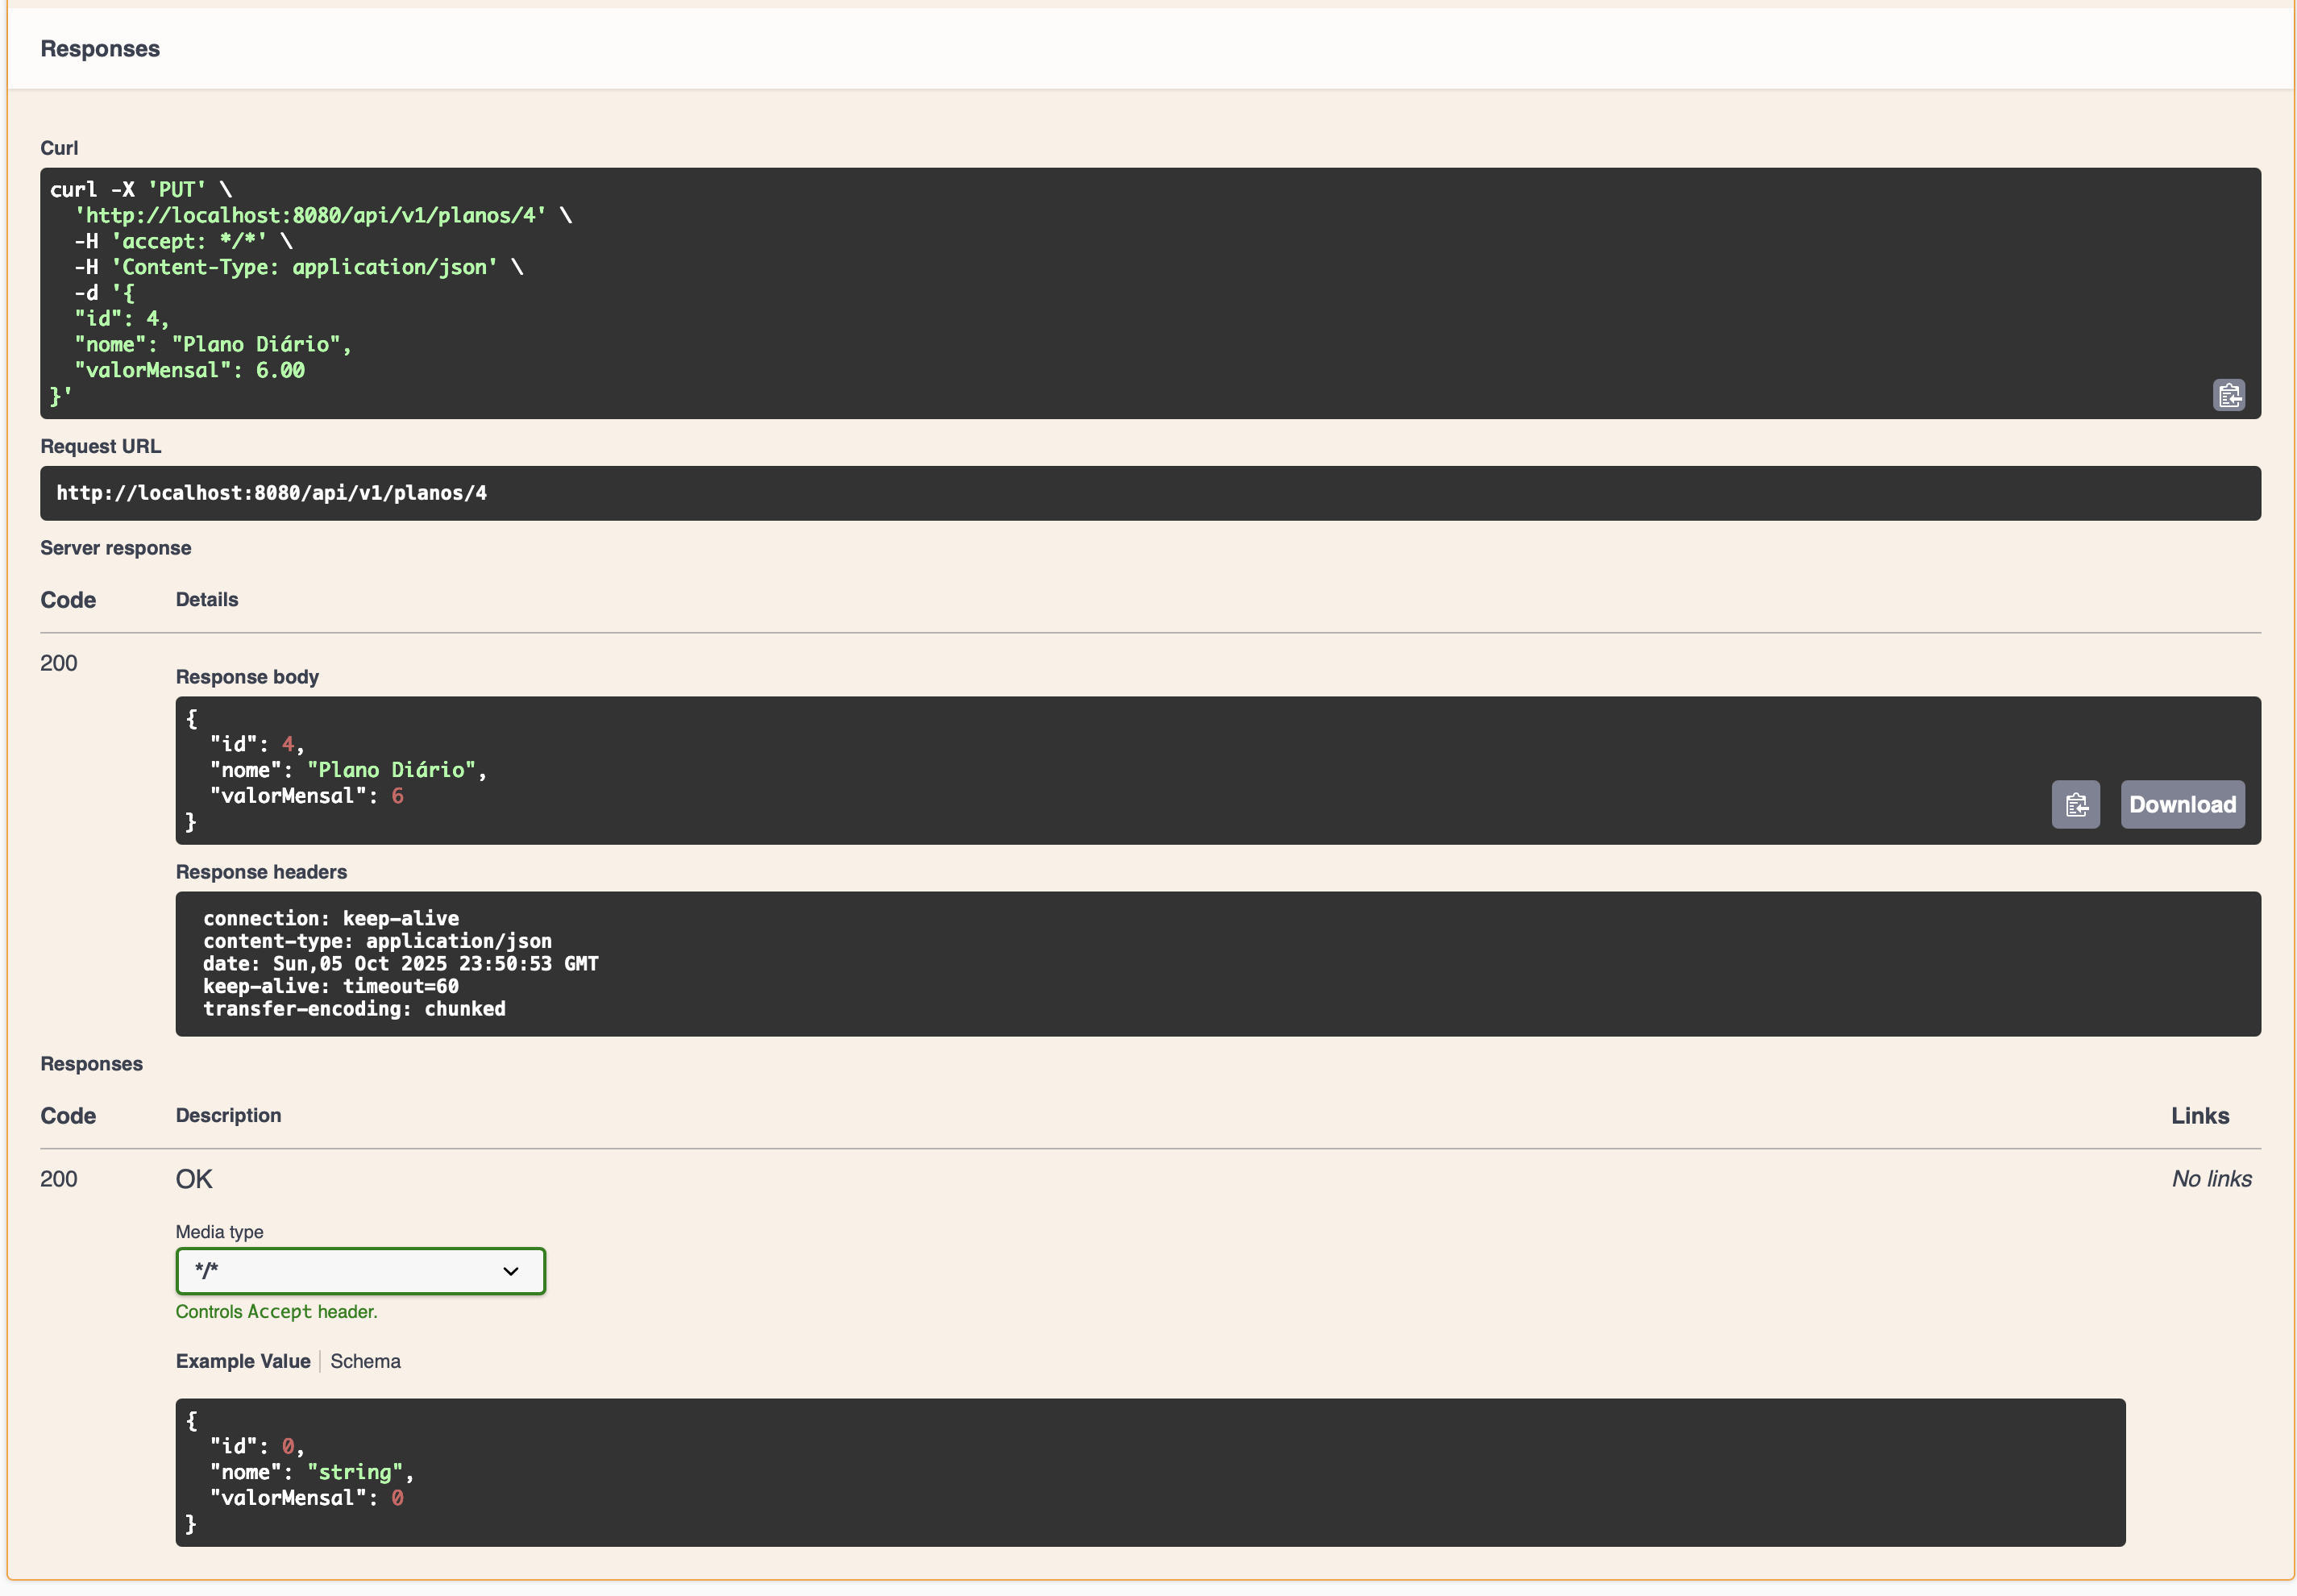 Responses
Curl
curl -X 'PUT' \
  'http://localhost:8080/api/v1/planos/4' \
  -H 'accept: */*' \
  -H 'Content-Type: application/json' \
  -d '{
  "id": 4,
  "nome": "Plano Diário",
  "valorMensal": 6.00
}'
Request URL
http://localhost:8080/api/v1/planos/4
Server response
Code Details
200
Response body
{
  "id": 4,
  "nome": "Plano Diário",
  "valorMensal": 6
}
Download
Response headers
connection: keep-alive
content-type: application/json
date: Sun,05 Oct 2025 23:50:53 GMT
keep-alive: timeout=60
transfer-encoding: chunked
Responses
Code Description Links
200 OK No links
Media type
*/*
Controls Accept header.
Example Value Schema
{
  "id": 0,
  "nome": "string",
  "valorMensal": 0
}